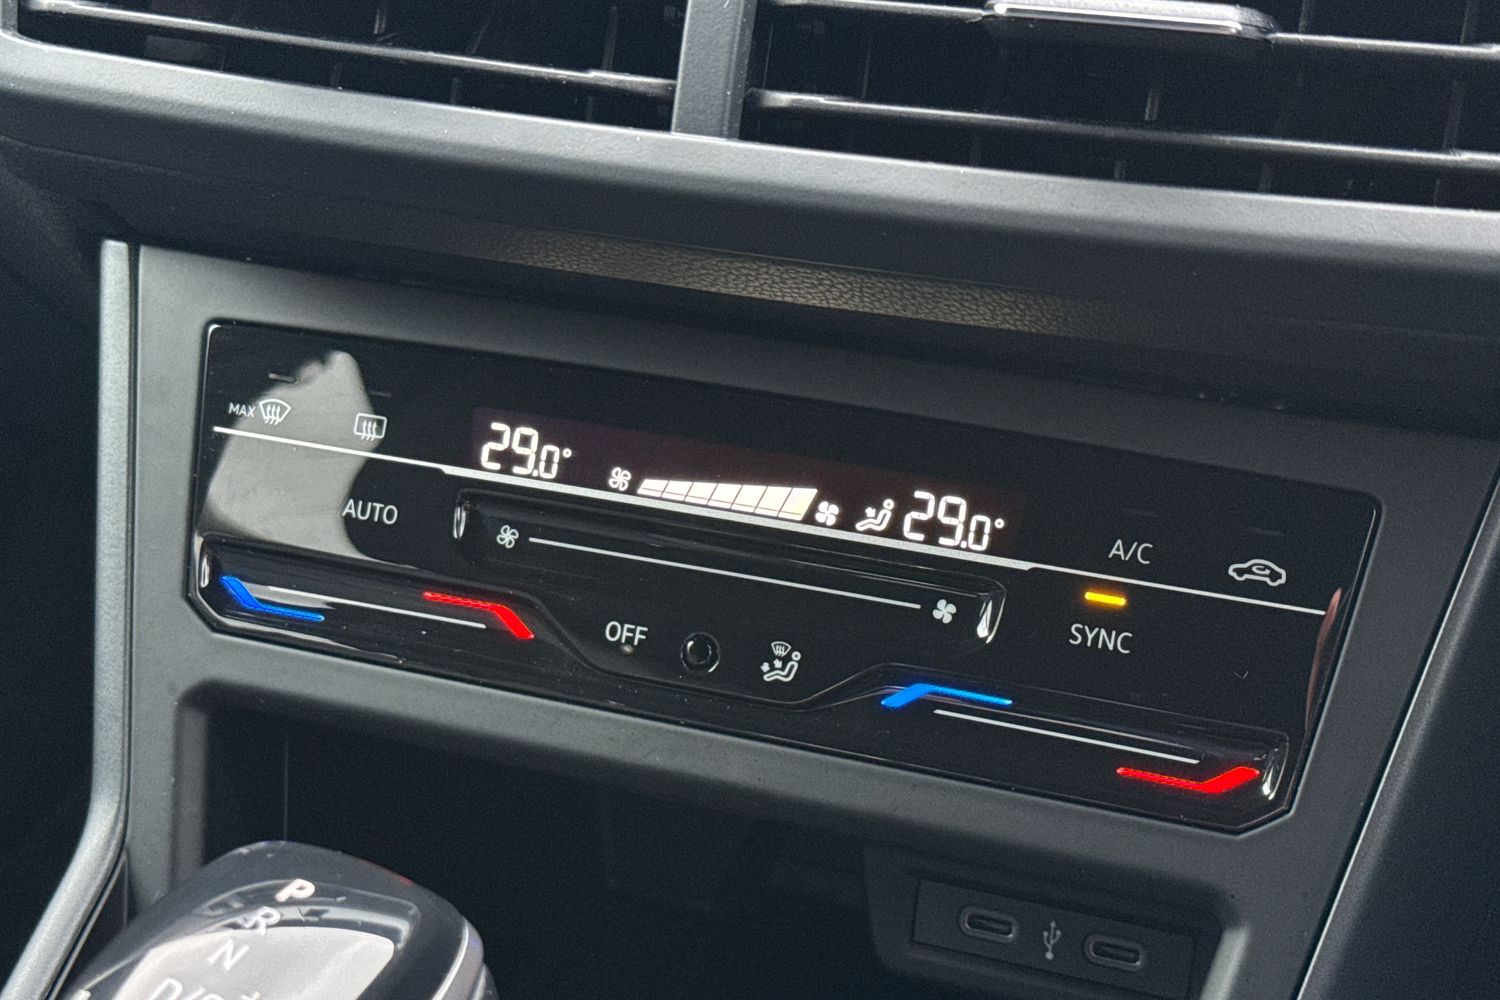 MAX
29.0°
29.0°
AUTO
A/C
OFF
SYNC
P
R
N
D/S